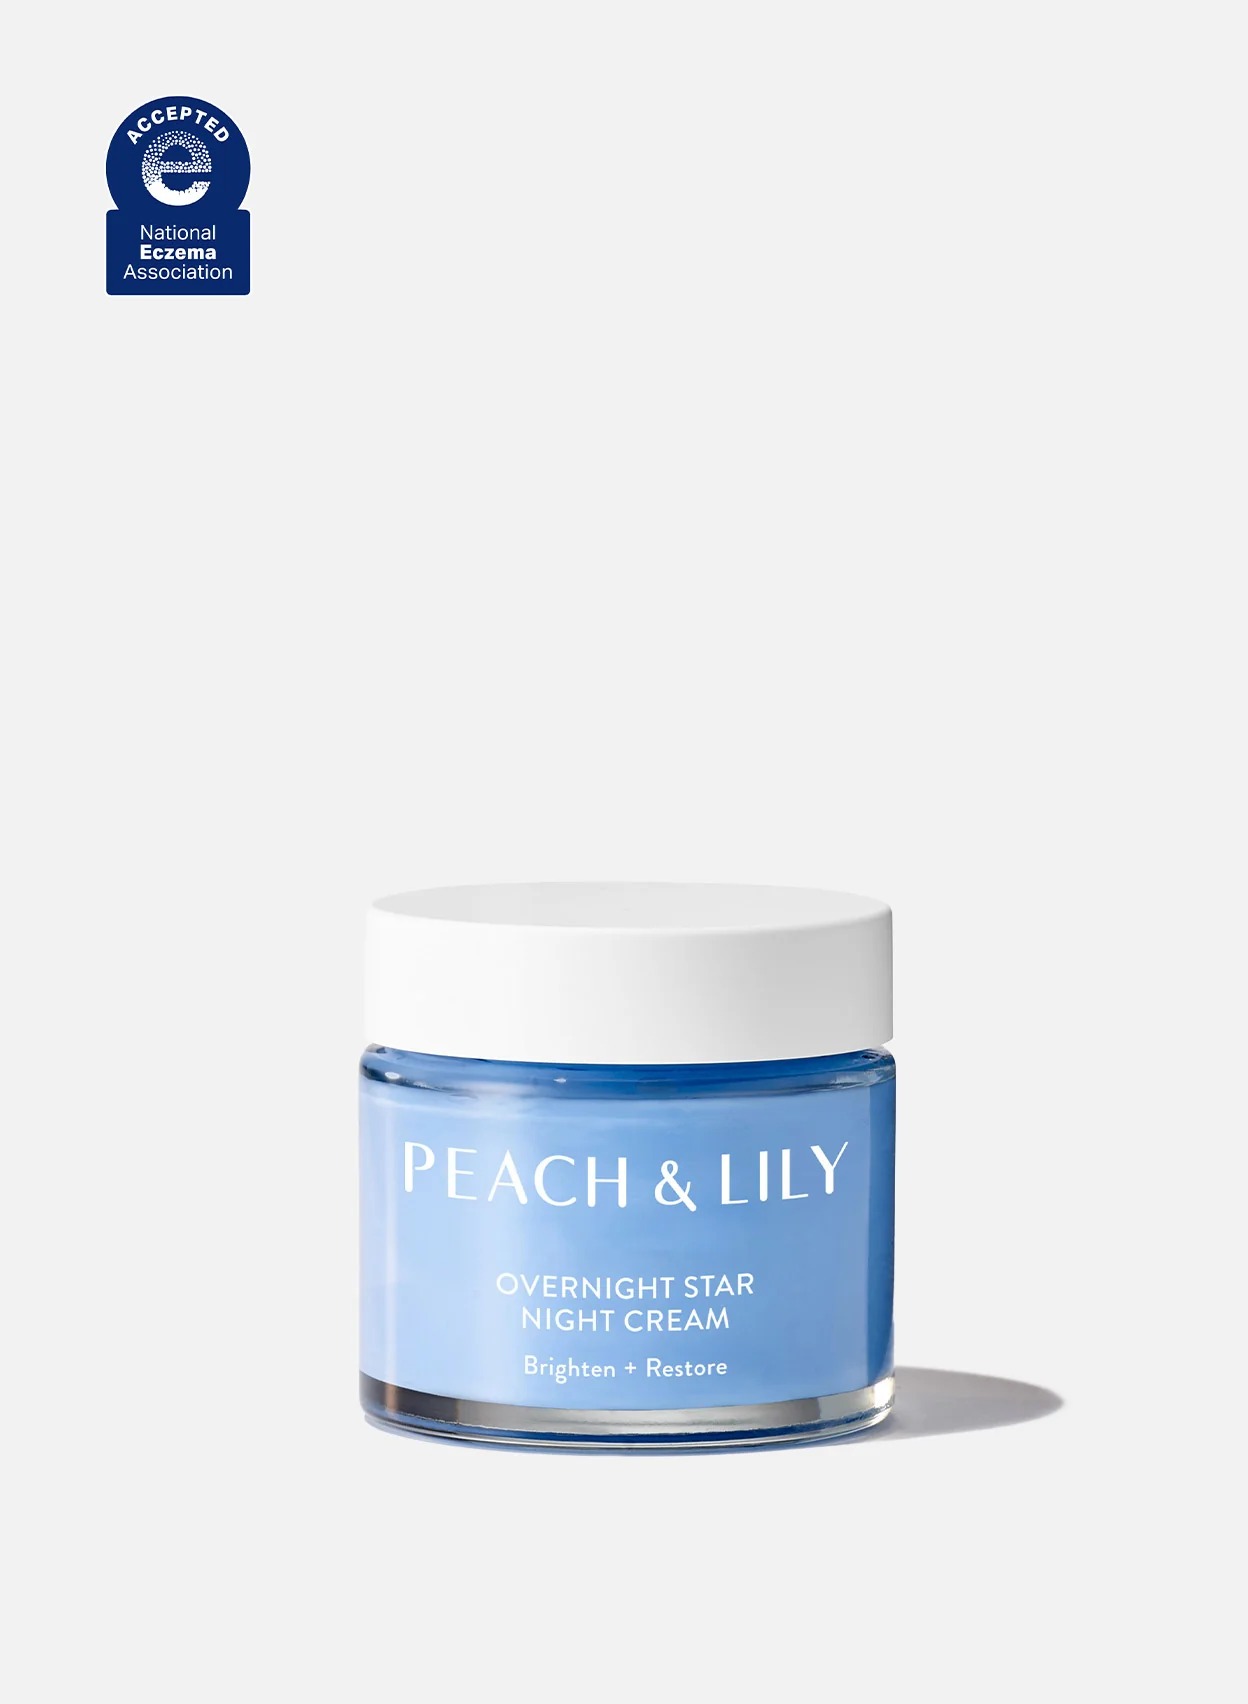 ACCEPTED
e
National
Eczema
Association
PEACH & LILY
OVERNIGHT STAR
NIGHT CREAM
Brighten + Restore